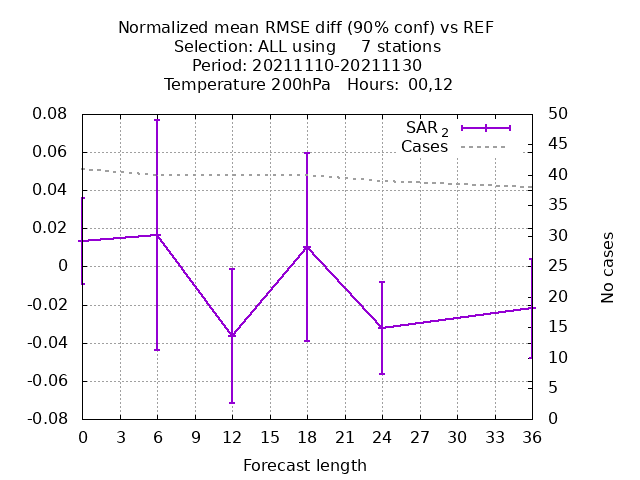 Normalized mean RMSE diff (90% conf) vs REF
Selection: ALL using     7 stations
Period: 20211110-20211130
Temperature 200hPa   Hours:  00,12
SAR 2
Cases
0.08
0.06
0.04
0.02
0
-0.02
-0.04
-0.06
-0.08
50
45
40
35
30
25
20
15
10
5
0
No cases
0 3 6 9 12 15 18 21 24 27 30 33 36
Forecast length